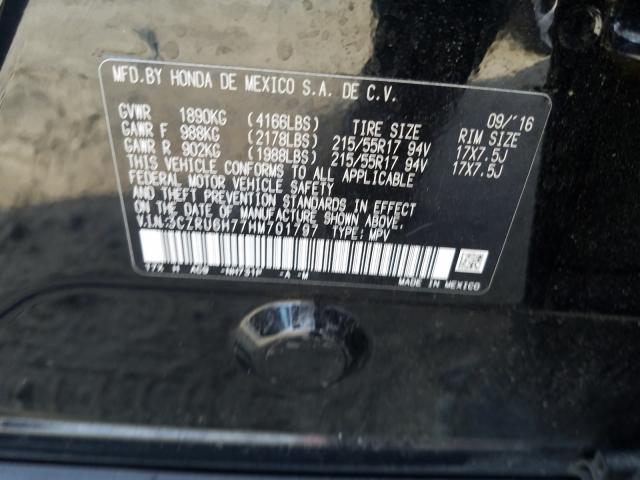 MFD.BY HONDA DE MEXICO S.A. DE C.V.
09/'16
GVWR 1890KG (4166LBS) TIRE SIZE RIM SIZE
GAWR F 988KG (2178LBS) 215/55R17 94V 17X7.5J
GAWR R 902KG (1988LBS) 215/55R17 94V 17X7.5J
THIS VEHICLE CONFORMS TO ALL APPLICABLE
FEDERAL MOTOR VEHICLE SAFETY
AND THEFT PREVENTION STANDARDS IN EFFECT
ON THE DATE OF MANUFACTURE SHOWN ABOVE.
V.I.N.:3CZRU6H77HM701797 TYPE: MPV
MADE IN MEXICO